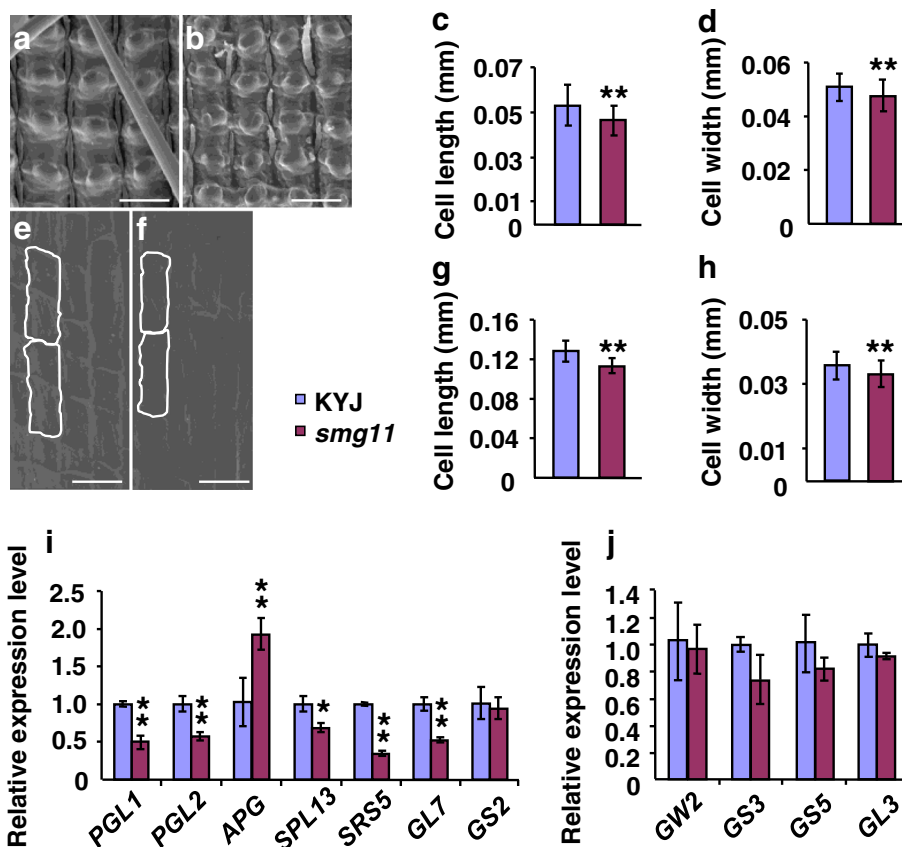 a
b
c
Cell length (mm)
0.07
0.05
0.03
0.01
0
**
d
Cell width (mm)
0.06
0.04
0.02
0
**
e
f
KYJ
smg11
g
Cell length (mm)
0.16
0.12
0.08
0.04
0
**
h
Cell width (mm)
0.05
0.03
0.01
0
**
i
Relative expression level
2.5
2.0
1.5
1.0
0.5
0
**
**
**
*
**
**
PGL1
PGL2
APG
SPL13
SRS5
GL7
GS2
j
Relative expression level
1.4
1.2
1.0
0.8
0.6
0.4
0.2
0
GW2
GS3
GS5
GL3